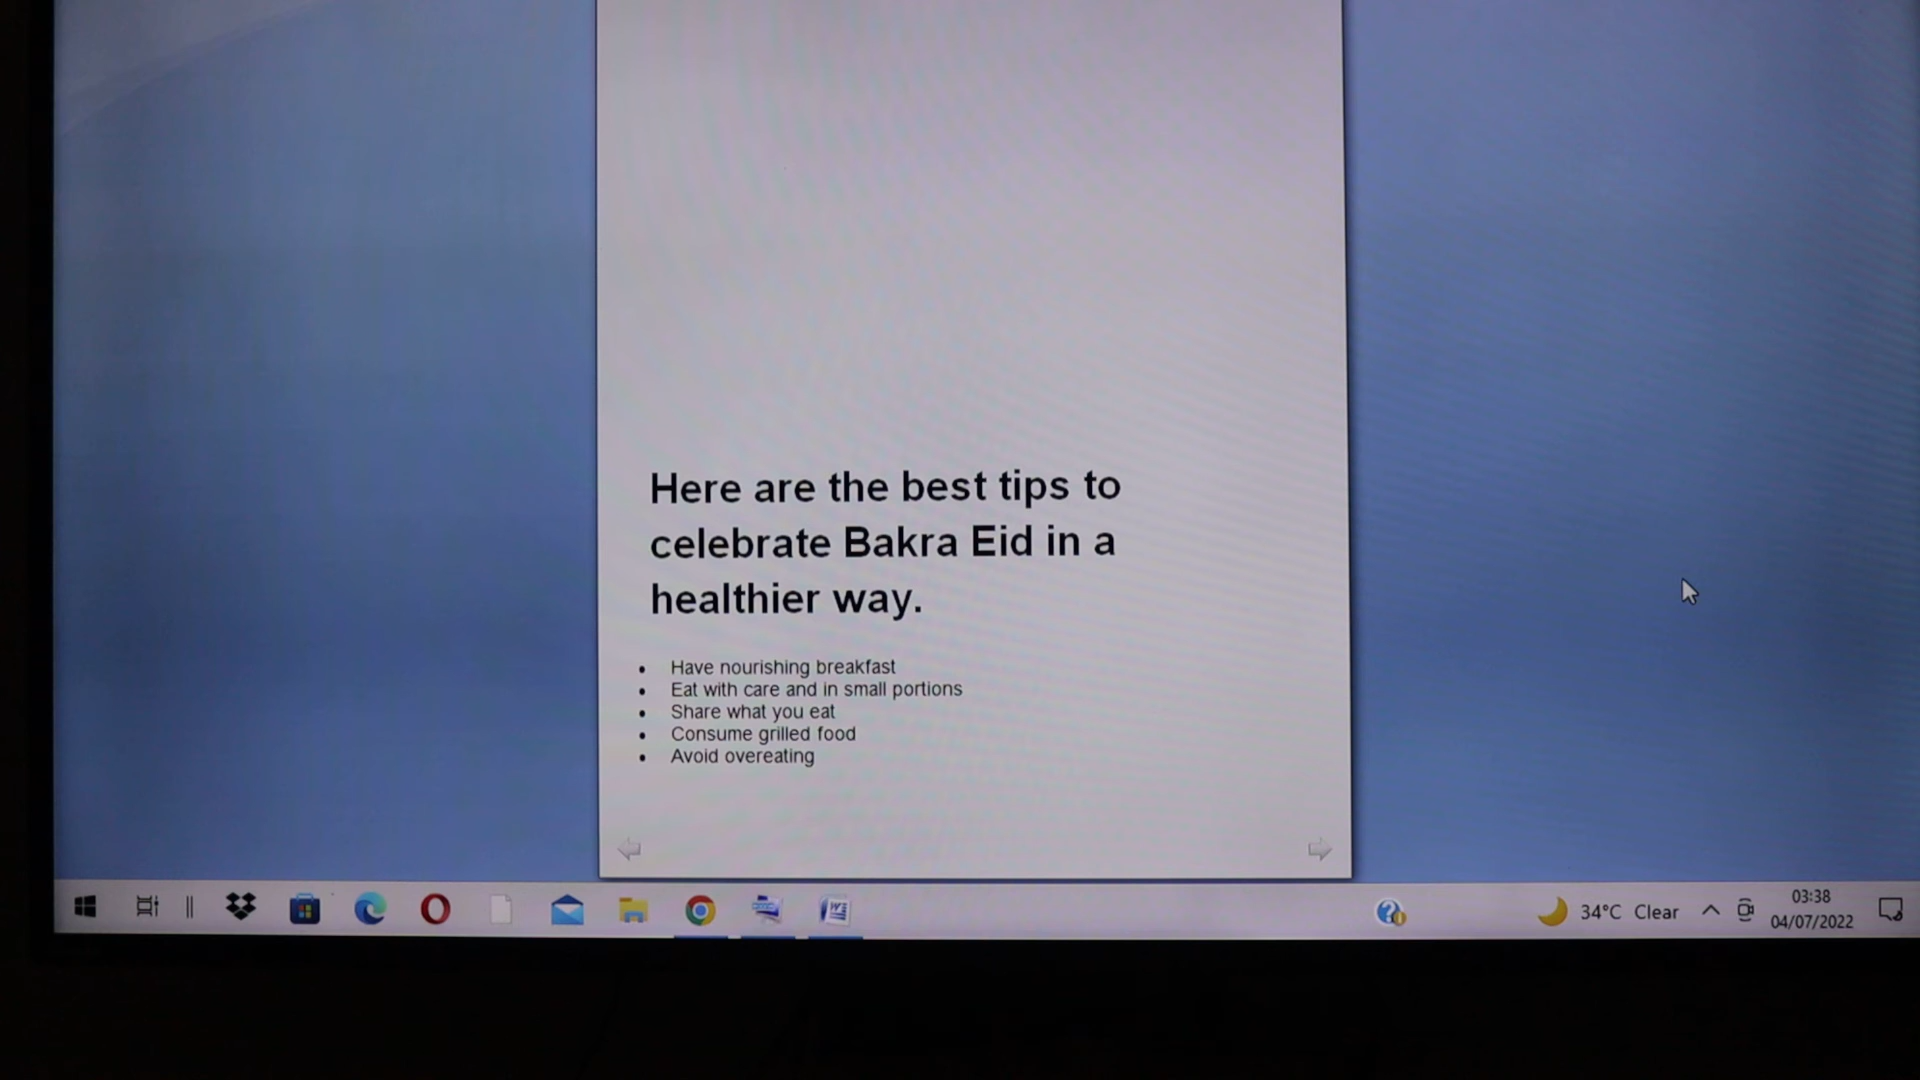 Here are the best tips to
celebrate Bakra Eid in a
healthier way.
• Have nourishing breakfast
• Eat with care and in small portions
• Share what you eat
• Consume grilled food
• Avoid overeating
34°C Clear
03:38
04/07/2022